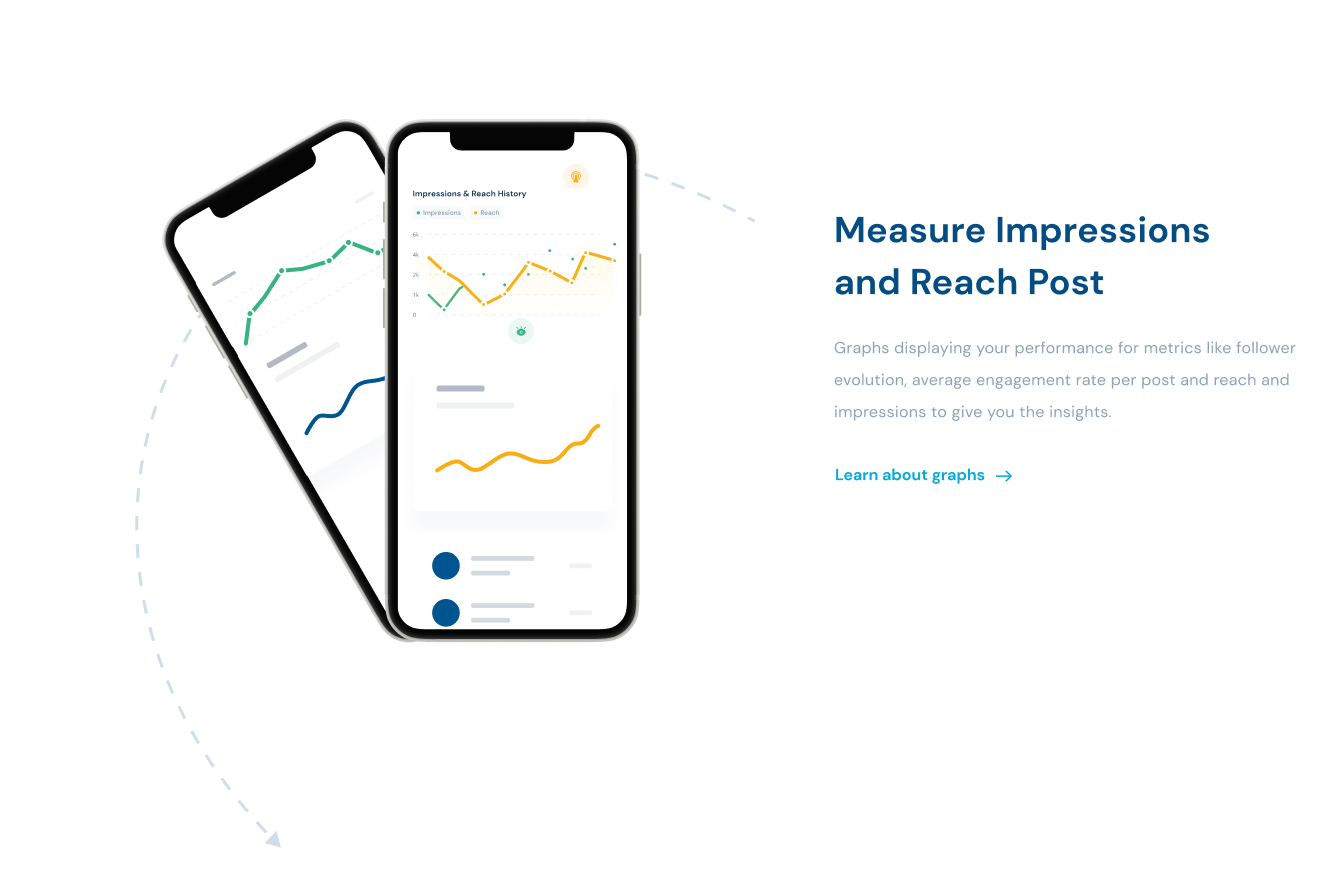 Impressions & Reach History
Impressions
Reach
5k
4k
2k
1k
0
Measure Impressions
and Reach Post
Graphs displaying your performance for metrics like follower
evolution, average engagement rate per post and reach and
impressions to give you the insights.
Learn about graphs →